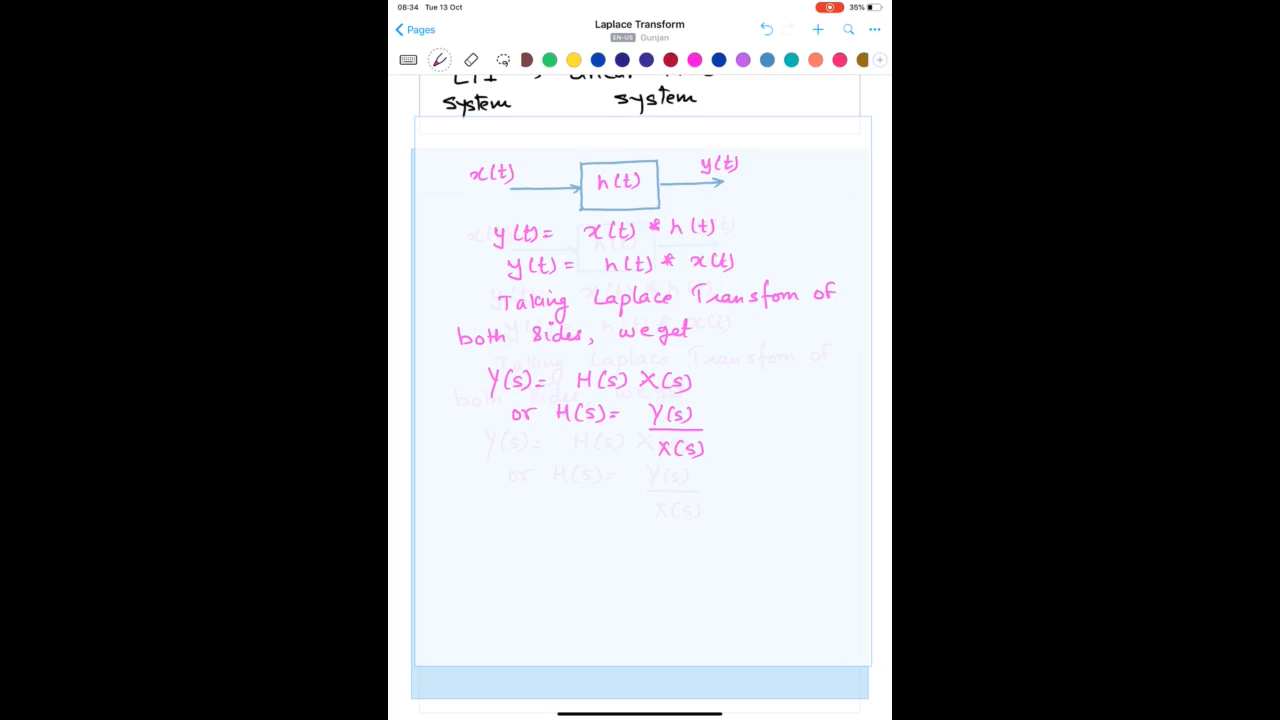 08:34 Tue 13 Oct 35%
Pages
Laplace Transform
EN-US Gunjan
system system
x(t) h(t) y(t)
y(t) = x(t) * h(t)
y(t) = h(t) * x(t)
Taking Laplace Transfom of
both sides, we get
Y(s) = H(s) X(s)
or H(s) = Y(s)
X(s)